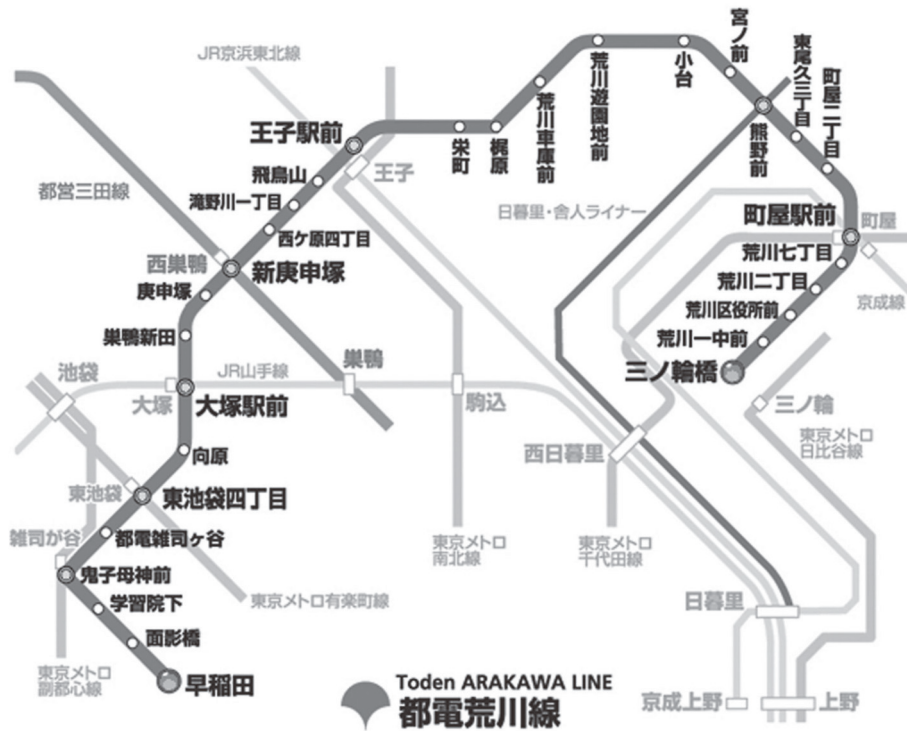 JR京浜東北線
王子駅前
飛鳥山
滝野川一丁目
西ケ原四丁目
都営三田線
西巣鴨
新庚申塚
庚申塚
巣鴨新田
王子
栄町
梶原
荒川車庫前
荒川遊園地前
小台
宮ノ前
熊野前
東尾久三丁目
町屋二丁目
日暮里・舎人ライナー
町屋駅前
町屋
荒川七丁目
荒川二丁目
荒川区役所前
荒川一中前
三ノ輪橋
京成線
池袋
大塚
大塚駅前
JR山手線
巣鴨
駒込
西日暮里
三ノ輪
東京メトロ
日比谷線
向原
東池袋
東池袋四丁目
雑司が谷
都電雑司ヶ谷
鬼子母神前
学習院下
面影橋
早稲田
東京メトロ
副都心線
東京メトロ有楽町線
東京メトロ
南北線
東京メトロ
千代田線
日暮里
京成上野
上野
Toden ARAKAWA LINE
都電荒川線